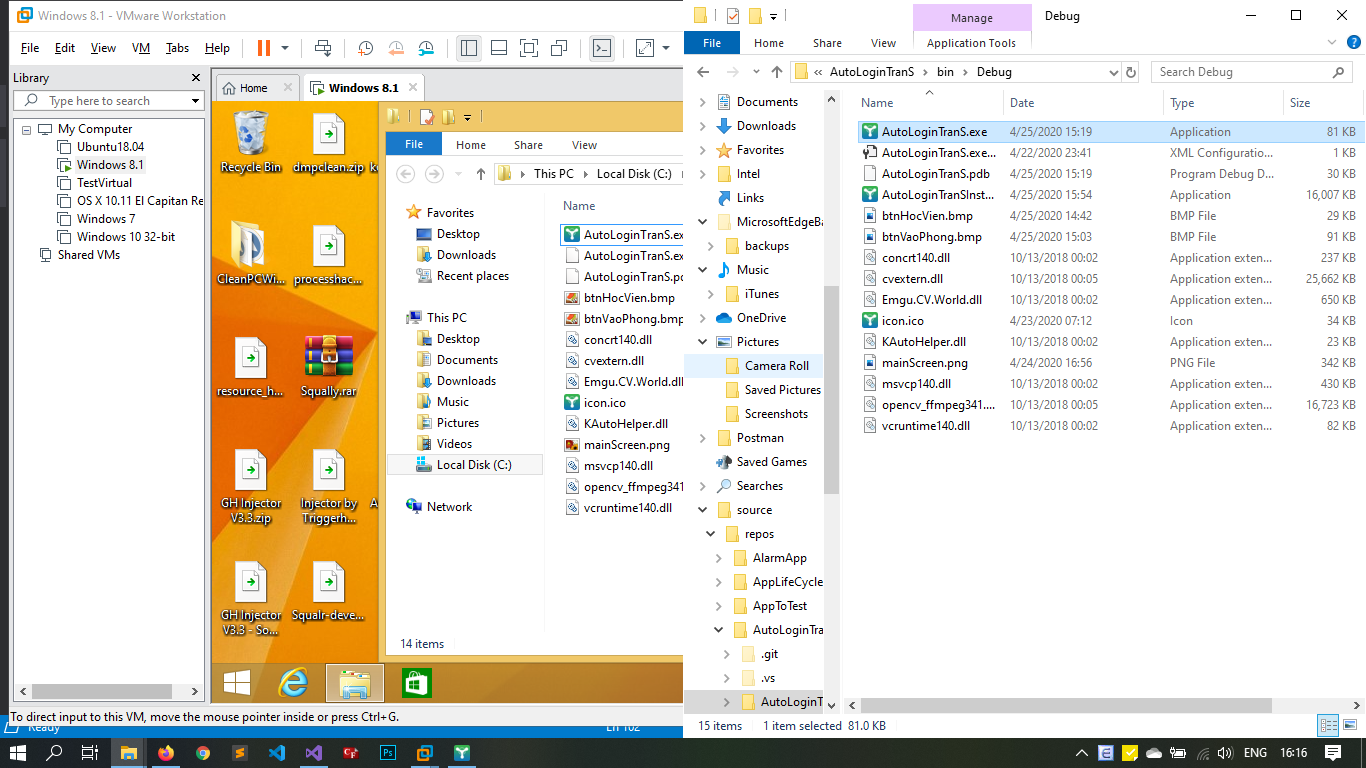 Windows 8.1 - VMware Workstation
File Edit View VM Tabs Help
Library
Type here to search
My Computer
Ubuntu18.04
Windows 8.1
TestVirtual
OS X 10.11 El Capitan Re
Windows 7
Windows 10 32-bit
Shared VMs
Home
Windows 8.1
Recycle Bin
dmpclean.zip
CleanPCWi...
processhac...
resource_h...
Squally.rar
GH Injector
V3.3.zip
Injector by
Triggerh...
GH Injector
V3.3 - So...
Squalr-deve...
File Home Share View
This PC Local Disk (C:)
Favorites
Desktop
Downloads
Recent places
This PC
Desktop
Documents
Downloads
Music
Pictures
Videos
Local Disk (C:)
Network
Name
AutoLoginTranS.ex
AutoLoginTranS.ex
AutoLoginTranS.pc
btnHocVien.bmp
btnVaoPhong.bmp
concrt140.dll
cvextern.dll
Emgu.CV.World.dll
icon.ico
KAutoHelper.dll
mainScreen.png
msvcp140.dll
opencv_ffmpeg341
vcruntime140.dll
14 items
To direct input to this VM, move the mouse pointer inside or press Ctrl+G.
Ready
Ln 102
Manage
Debug
File Home Share View Application Tools
« AutoLoginTranS bin Debug
Search Debug
Documents
Downloads
Favorites
Intel
Links
MicrosoftEdgeBa
backups
Music
iTunes
OneDrive
Pictures
Camera Roll
Saved Pictures
Screenshots
Postman
Saved Games
Searches
source
repos
AlarmApp
AppLifeCycle
AppToTest
AutoLoginTra
.git
.vs
AutoLoginT
Name Date Type Size
AutoLoginTranS.exe 4/25/2020 15:19 Application 81 KB
AutoLoginTranS.exe... 4/22/2020 23:41 XML Configuratio... 1 KB
AutoLoginTranS.pdb 4/25/2020 15:19 Program Debug D... 30 KB
AutoLoginTranSInst... 4/25/2020 15:54 Application 16,007 KB
btnHocVien.bmp 4/25/2020 14:42 BMP File 29 KB
btnVaoPhong.bmp 4/25/2020 15:03 BMP File 91 KB
concrt140.dll 10/13/2018 00:02 Application exten... 237 KB
cvextern.dll 10/13/2018 00:05 Application exten... 25,662 KB
Emgu.CV.World.dll 10/13/2018 00:02 Application exten... 650 KB
icon.ico 4/23/2020 07:12 Icon 34 KB
KAutoHelper.dll 10/13/2018 00:02 Application exten... 23 KB
mainScreen.png 4/24/2020 16:56 PNG File 342 KB
msvcp140.dll 10/13/2018 00:02 Application exten... 430 KB
opencv_ffmpeg341.... 10/13/2018 00:05 Application exten... 16,723 KB
vcruntime140.dll 10/13/2018 00:02 Application exten... 82 KB
15 items 1 item selected 81.0 KB
ENG 16:16